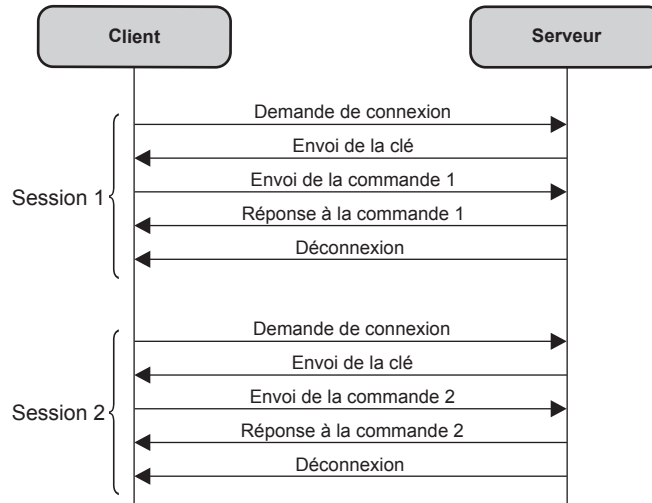 Client
Serveur
Demande de connexion
Envoi de la clé
Session 1
Envoi de la commande 1
Réponse à la commande 1
Déconnexion
Demande de connexion
Envoi de la clé
Session 2
Envoi de la commande 2
Réponse à la commande 2
Déconnexion